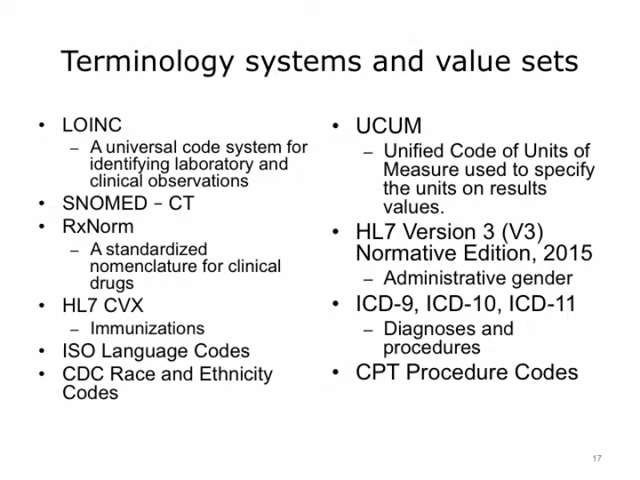 Terminology systems and value sets
• LOINC
– A universal code system for
identifying laboratory and
clinical observations
• SNOMED – CT
• RxNorm
– A standardized
nomenclature for clinical
drugs
• HL7 CVX
– Immunizations
• ISO Language Codes
• CDC Race and Ethnicity
Codes
• UCUM
– Unified Code of Units of
Measure used to specify
the units on results
values.
• HL7 Version 3 (V3)
Normative Edition, 2015
– Administrative gender
• ICD-9, ICD-10, ICD-11
– Diagnoses and
procedures
• CPT Procedure Codes
17